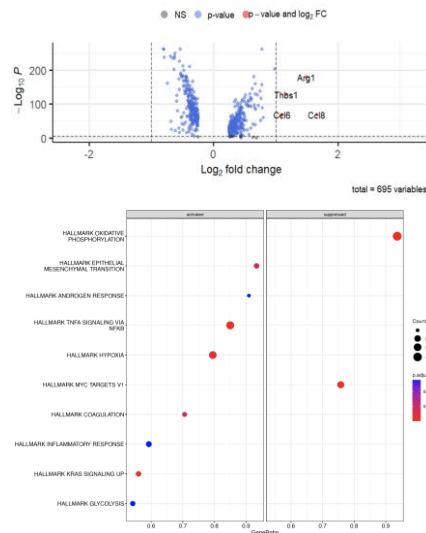 NS p-value p – value and log₂ FC
− Log₁₀ P
200
100
0
Arg1
Thbs1
Ccl6 Ccl8
-2 0 2
Log₂ fold change
total = 695 variables
activated suppressed
HALLMARK OXIDATIVE
PHOSPHORYLATION
HALLMARK EPITHELIAL
MESENCHYMAL TRANSITION
HALLMARK ANDROGEN RESPONSE
HALLMARK TNFA SIGNALING VIA
NFKB
HALLMARK HYPOXIA
HALLMARK MYC TARGETS V1
HALLMARK COAGULATION
HALLMARK INFLAMMATORY RESPONSE
HALLMARK KRAS SIGNALING UP
HALLMARK GLYCOLYSIS
0.6 0.7 0.8 0.9 0.6 0.7 0.8 0.9
GeneRatio
Coun
p.adju